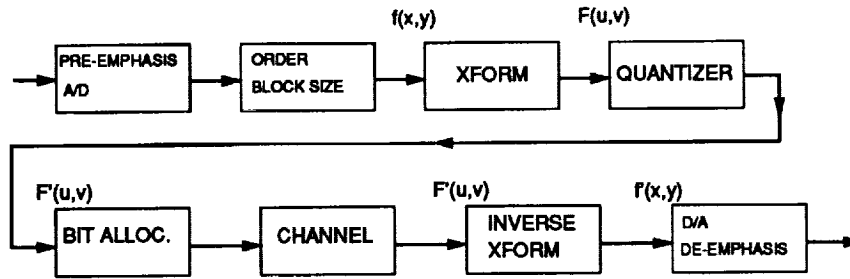 f(x,y)
F(u,v)
PRE-EMPHASIS
A/D
ORDER
BLOCK SIZE
XFORM
QUANTIZER
F'(u,v)
F'(u,v)
f'(x,y)
BIT ALLOC.
CHANNEL
INVERSE
XFORM
D/A
DE-EMPHASIS